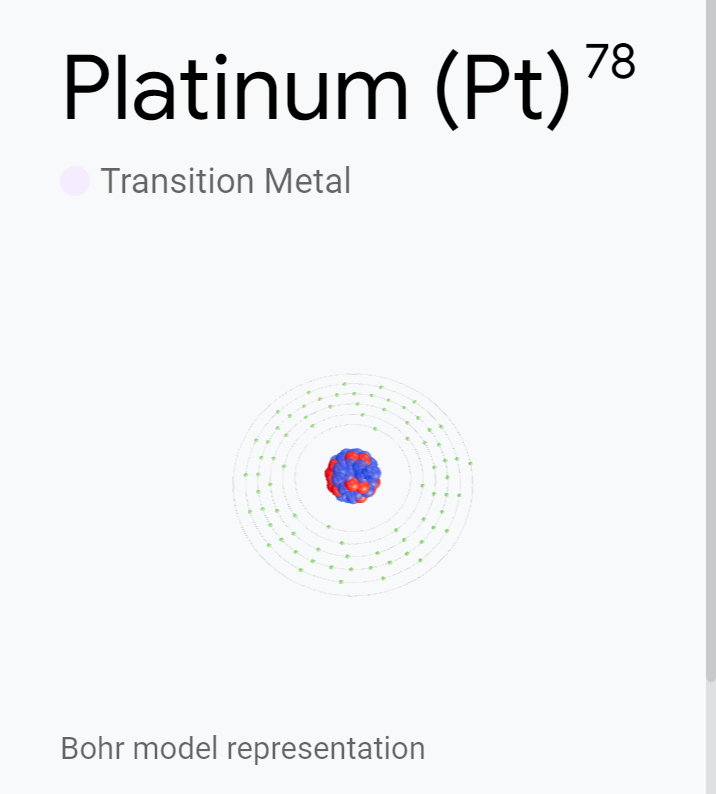 Platinum (Pt) 78
Transition Metal
Bohr model representation